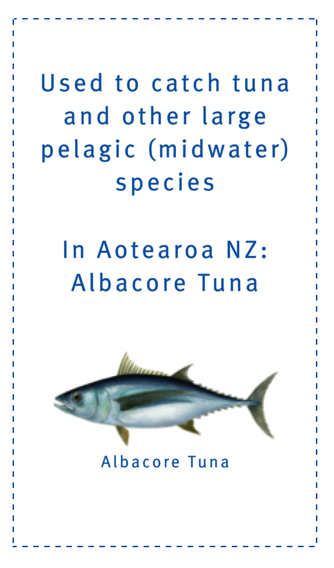 Used to catch tuna
and other large
pelagic (midwater)
species
In Aotearoa NZ:
Albacore Tuna
Albacore Tuna